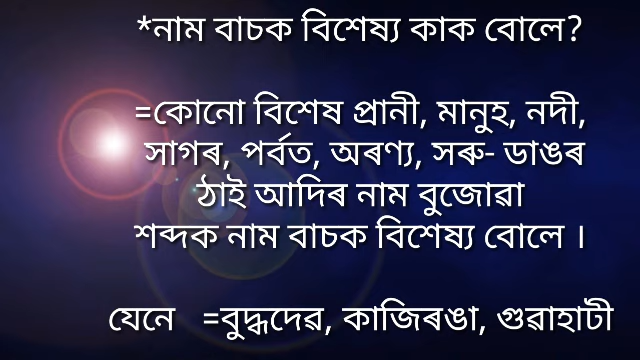 *নাম বাচক বিশেষ্য কাক বোলে?
=কোনো বিশেষ প্রানী, মানুহ, নদী,
সাগৰ, পৰ্বত, অৰণ্য, সৰু- ডাঙৰ
ঠাই আদিৰ নাম বুজোৱা
শব্দক নাম বাচক বিশেষ্য বোলে ।
যেনে =বুদ্ধদেৱ, কাজিৰঙা, গুৱাহাটী